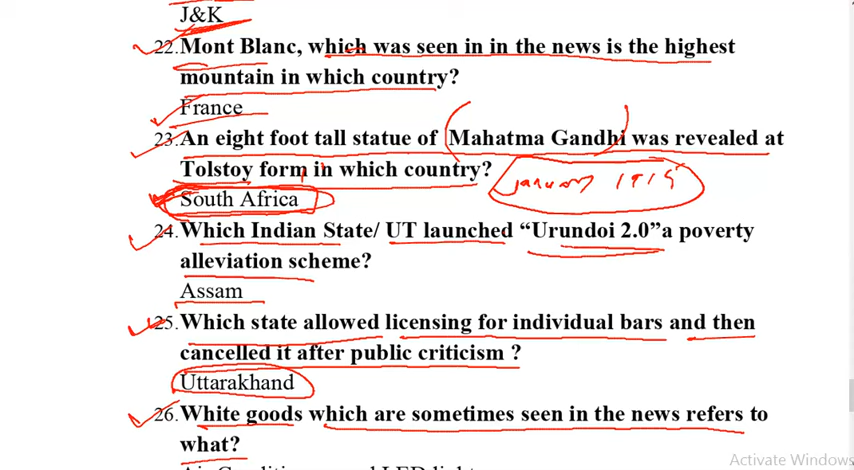 J&K
22.Mont Blanc, which was seen in in the news is the highest
mountain in which country?
France
23.An eight foot tall statue of Mahatma Gandhi was revealed at
Tolstoy form in which country?
January 1915
South Africa
24.Which Indian State/ UT launched “Urundoi 2.0”a poverty
alleviation scheme?
Assam
25.Which state allowed licensing for individual bars and then
cancelled it after public criticism ?
Uttarakhand
26.White goods which are sometimes seen in the news refers to
what?
Activate Windows